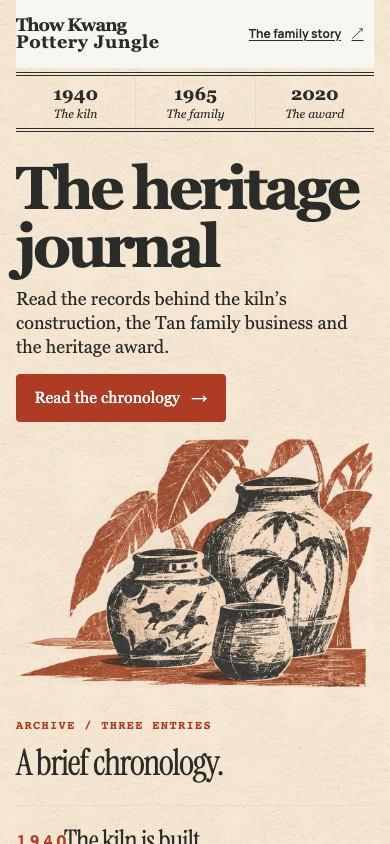 Thow Kwang
Pottery Jungle
The family story ↗
1940
The kiln
1965
The family
2020
The award
The heritage
journal
Read the records behind the kiln’s
construction, the Tan family business and
the heritage award.
Read the chronology →
ARCHIVE / THREE ENTRIES
A brief chronology.
1940 The kiln is built